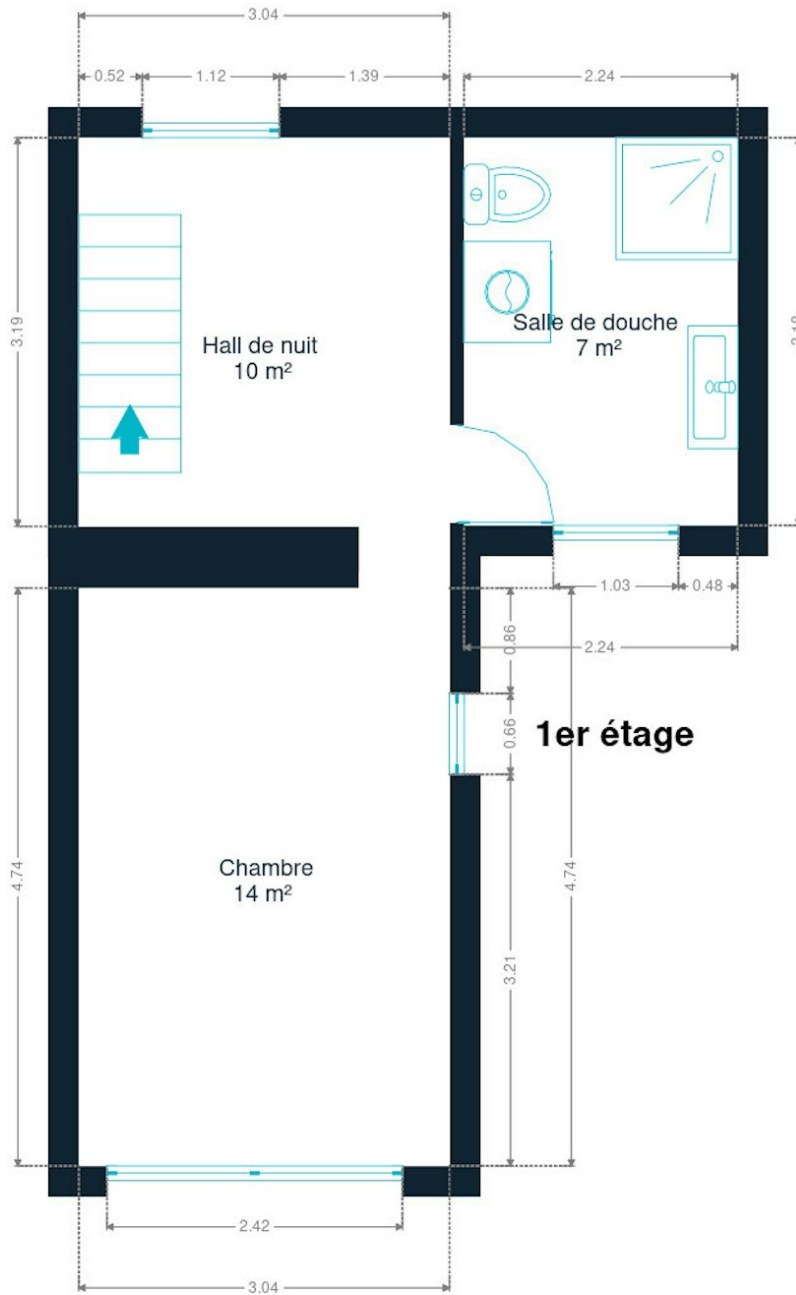 3.04
0.52
1.12
1.39
2.24
3.19
Hall de nuit
10 m²
Salle de douche
7 m²
1.03
0.48
2.24
0.86
0.66
1er étage
4.74
Chambre
14 m²
4.74
3.21
2.42
3.04